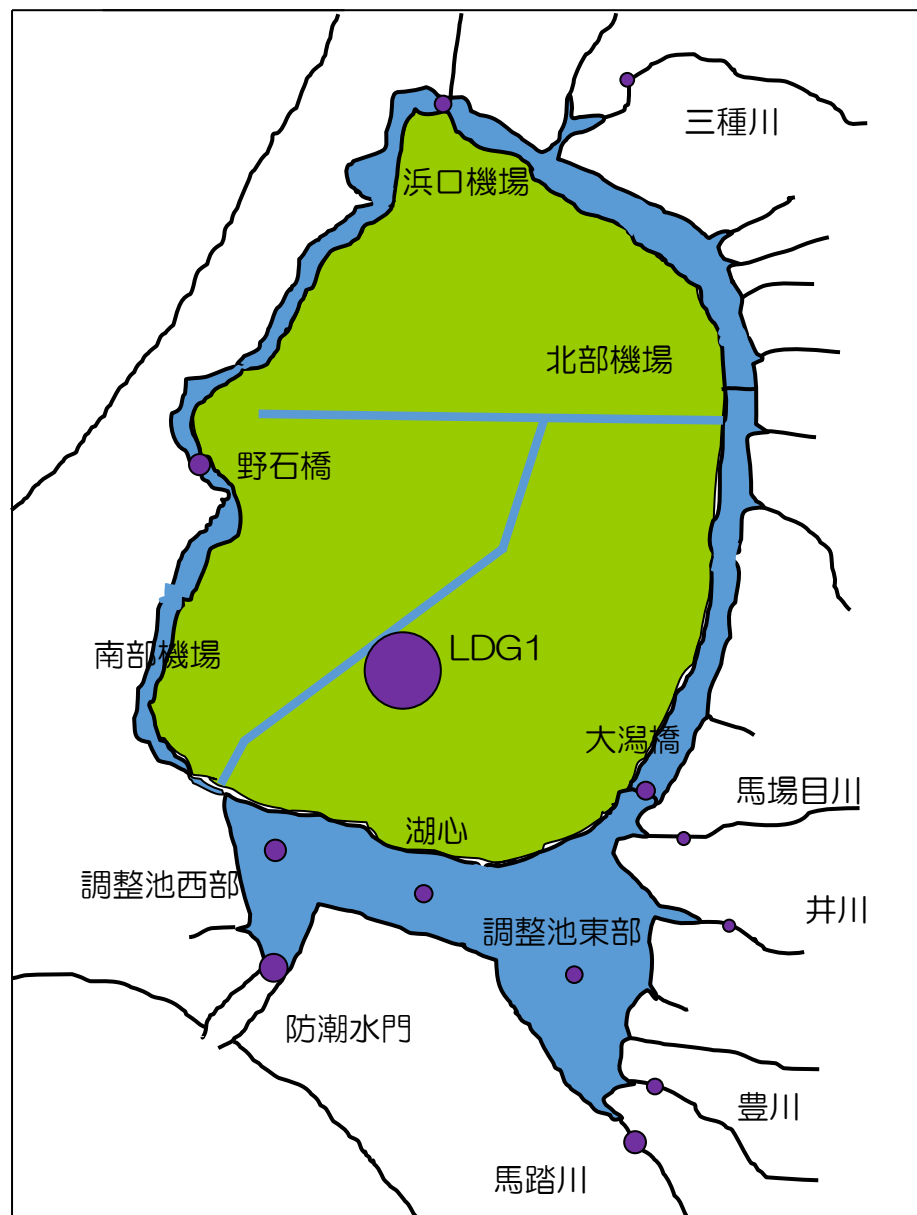 三種川
浜口機場
北部機場
野石橋
南部機場
LDG1
大潟橋
馬場目川
湖心
調整池西部
井川
調整池東部
防潮水門
豊川
馬踏川